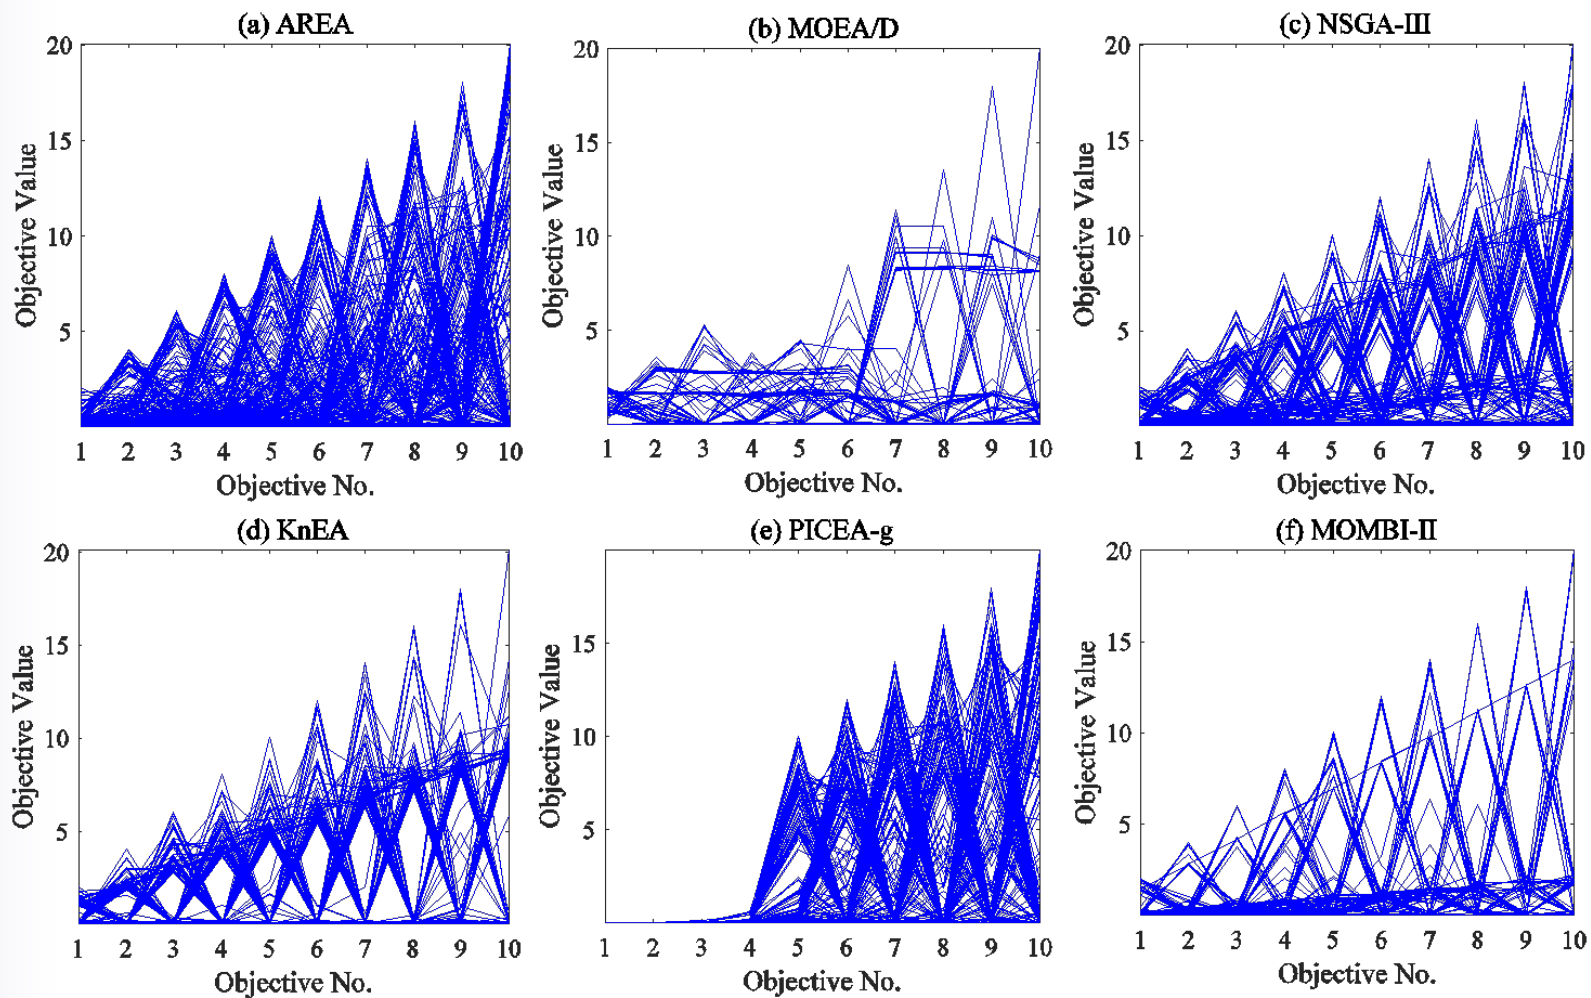 (a) AREA
20
15
10
5
Objective Value
1 2 3 4 5 6 7 8 9 10
Objective No.
(b) MOEA/D
20
15
10
5
Objective Value
1 2 3 4 5 6 7 8 9 10
Objective No.
(c) NSGA-III
20
15
10
5
Objective Value
1 2 3 4 5 6 7 8 9 10
Objective No.
(d) KnEA
20
15
10
5
Objective Value
1 2 3 4 5 6 7 8 9 10
Objective No.
(e) PICEA-g
15
10
5
Objective Value
1 2 3 4 5 6 7 8 9 10
Objective No.
(f) MOMBI-II
20
15
10
5
Objective Value
1 2 3 4 5 6 7 8 9 10
Objective No.